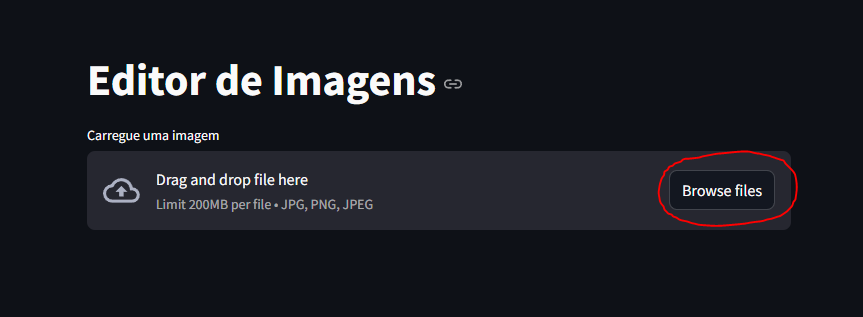 Editor de Imagens
Carregue uma imagem
Drag and drop file here
Limit 200MB per file • JPG, PNG, JPEG
Browse files